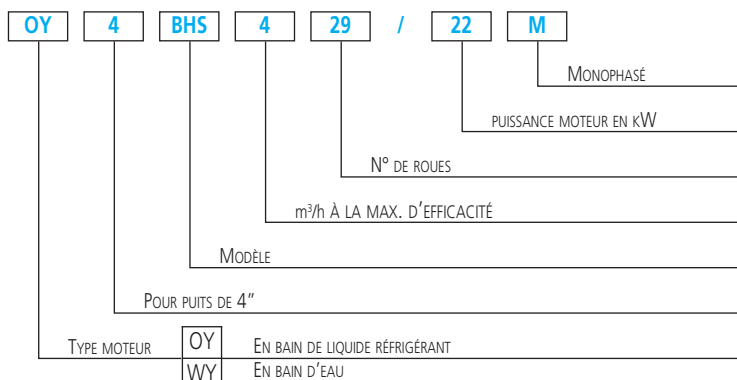 OY 4 BHS 4 29 / 22 M
MONOPHASÉ
PUISSANCE MOTEUR EN KW
N° DE ROUES
m³/h À LA MAX. D'EFFICACITÉ
MODÈLE
POUR PUITS DE 4"
TYPE MOTEUR OY EN BAIN DE LIQUIDE RÉFRIGÉRANT
WY EN BAIN D'EAU